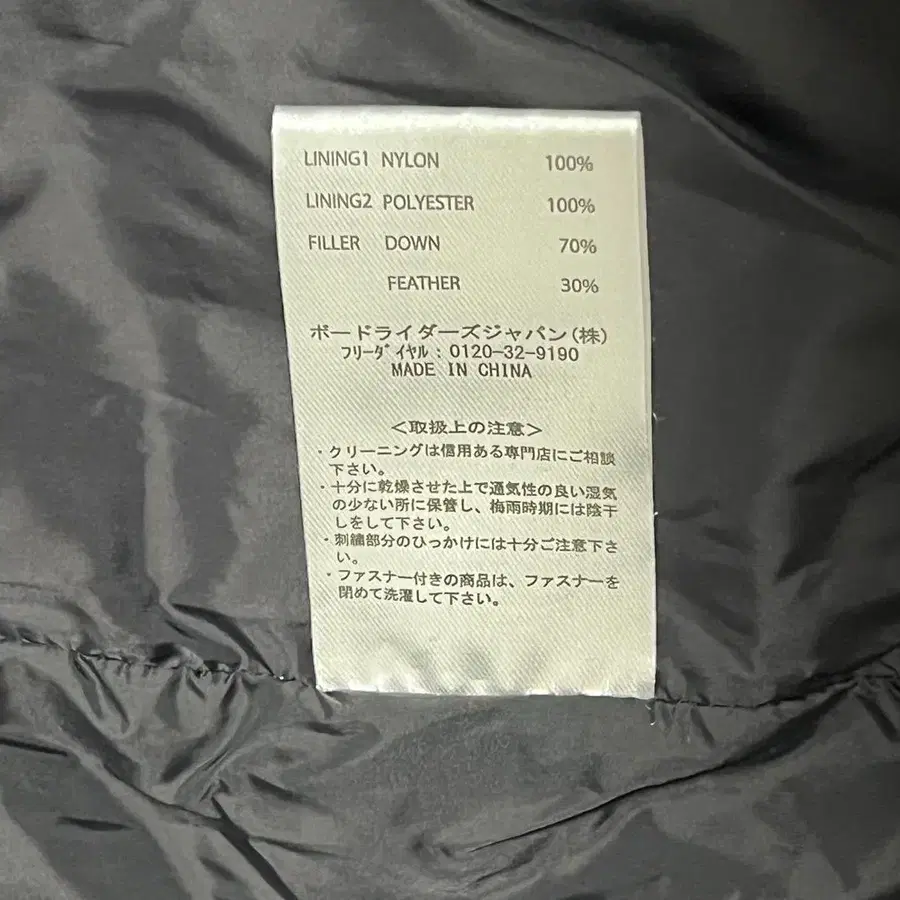 LINING1 NYLON 100%
LINING2 POLYESTER 100%
FILLER DOWN 70%
FEATHER 30%
ボードライダーズジャパン(株)
フリーダイヤル:0120-32-9190
MADE IN CHINA
<取扱上の注意>
・クリーニングは信用ある専門店にご相談
下さい。
・十分に乾燥させた上で通気性の良い湿気
の少ない所に保管し、梅雨時期には陰干
しをして下さい。
・刺繍部分のひっかけには十分ご注意下さ
い。
・ファスナー付きの商品は、ファスナーを
閉めて洗濯して下さい。